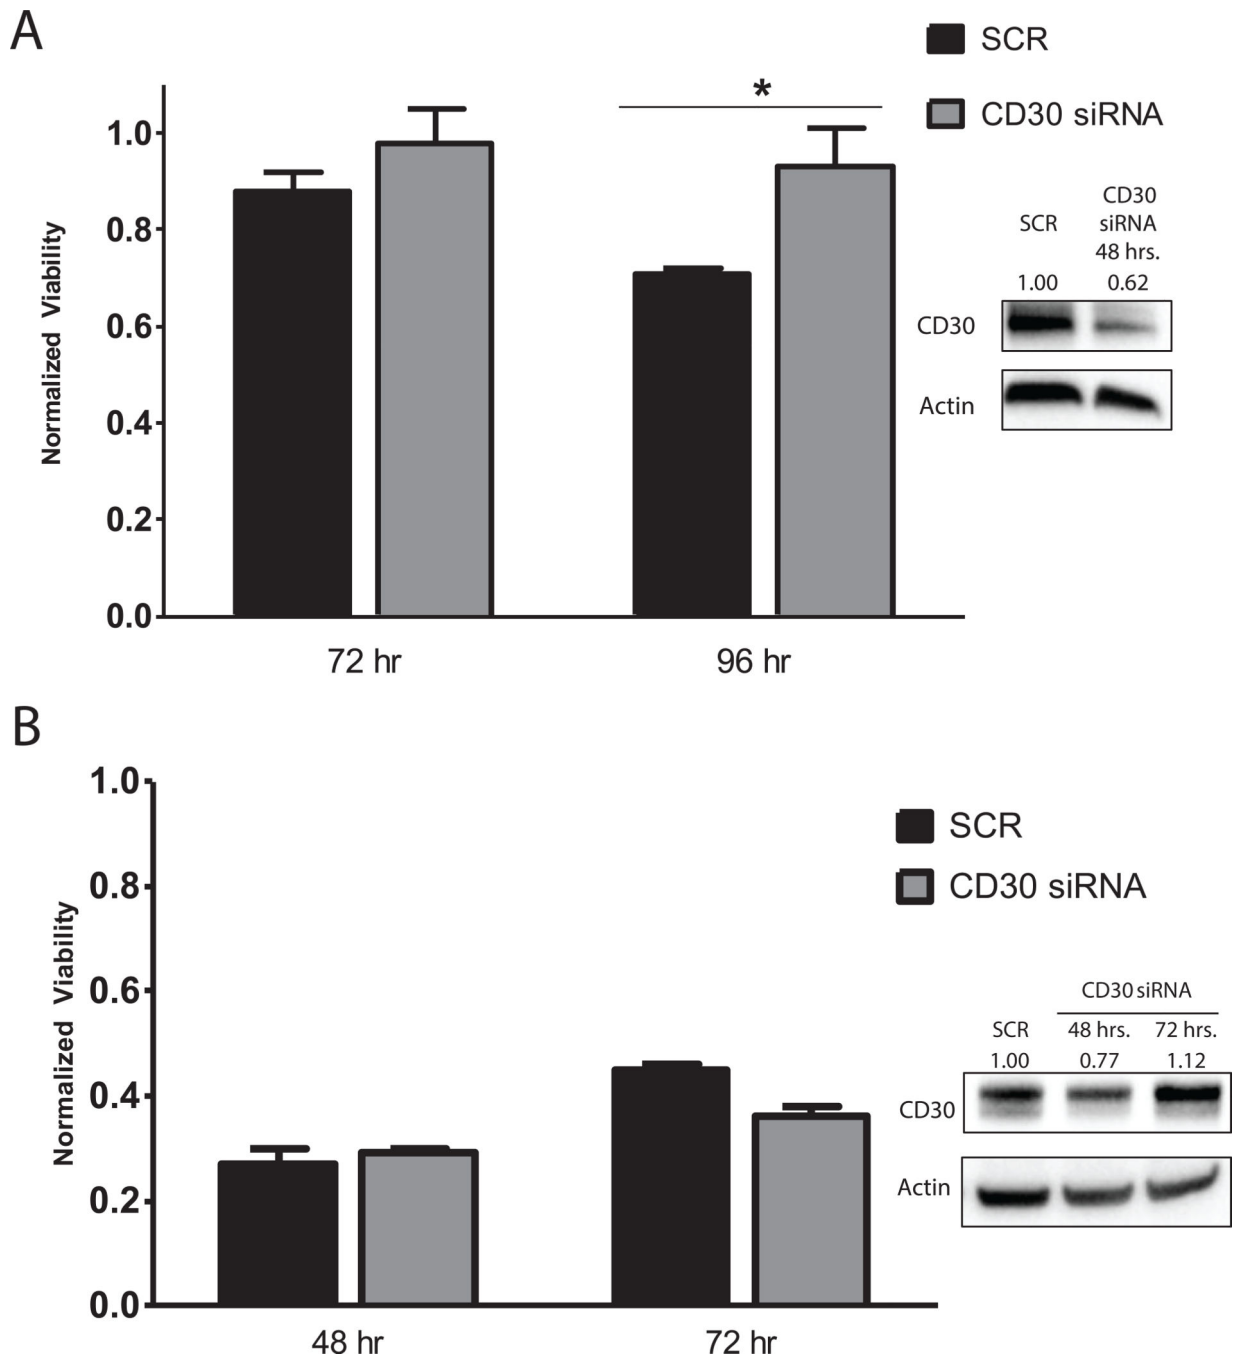 A
SCR
CD30 siRNA
*
1.0
0.8
0.6
0.4
0.2
0.0
Normalized Viability
72 hr
96 hr
SCR
CD30
siRNA
48 hrs.
1.00
0.62
CD30
Actin
B
1.0
0.8
0.6
0.4
0.2
0.0
Normalized Viability
48 hr
72 hr
SCR
CD30 siRNA
CD30 siRNA
SCR
48 hrs.
72 hrs.
1.00
0.77
1.12
CD30
Actin